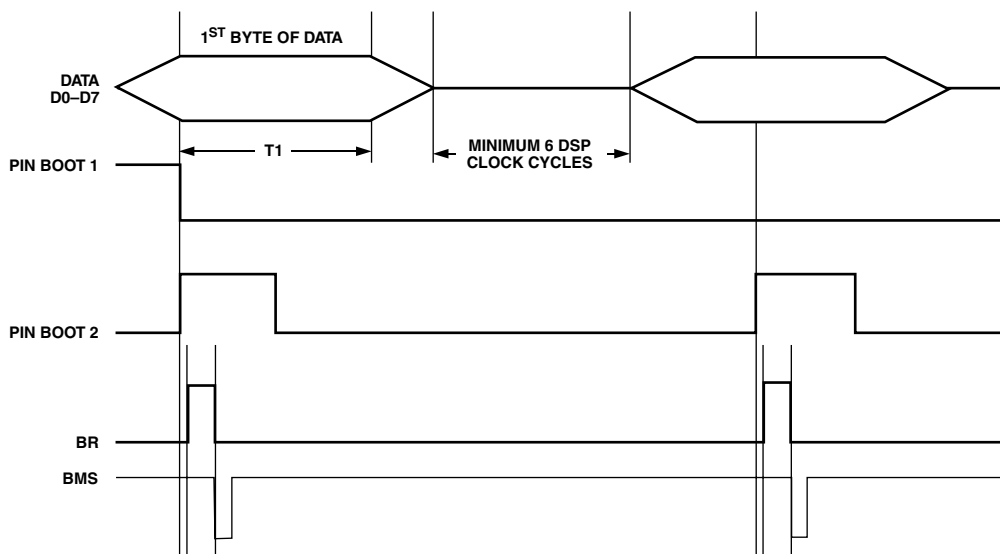 1ST BYTE OF DATA
DATA
D0–D7
T1
MINIMUM 6 DSP
CLOCK CYCLES
PIN BOOT 1
PIN BOOT 2
BR
BMS